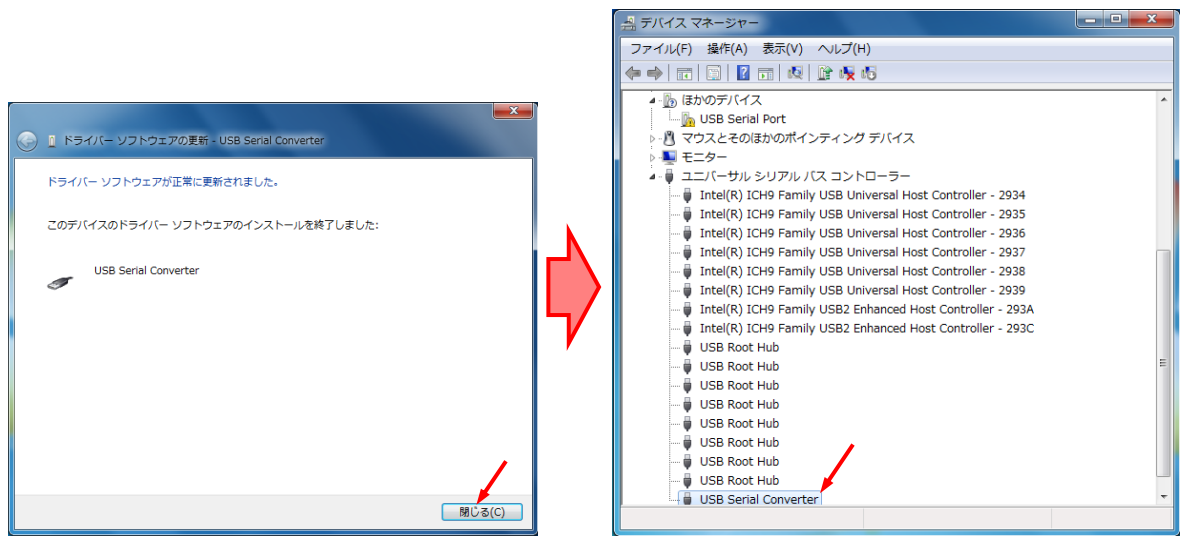 ドライバー ソフトウェアの更新 - USB Serial Converter
ドライバー ソフトウェアが正常に更新されました。
このデバイスのドライバー ソフトウェアのインストールを終了しました:
USB Serial Converter
閉じる(C)
デバイス マネージャー
ファイル(F) 操作(A) 表示(V) ヘルプ(H)
ほかのデバイス
USB Serial Port
マウスとそのほかのポインティング デバイス
モニター
ユニバーサル シリアル バス コントローラー
Intel(R) ICH9 Family USB Universal Host Controller - 2934
Intel(R) ICH9 Family USB Universal Host Controller - 2935
Intel(R) ICH9 Family USB Universal Host Controller - 2936
Intel(R) ICH9 Family USB Universal Host Controller - 2937
Intel(R) ICH9 Family USB Universal Host Controller - 2938
Intel(R) ICH9 Family USB Universal Host Controller - 2939
Intel(R) ICH9 Family USB2 Enhanced Host Controller - 293A
Intel(R) ICH9 Family USB2 Enhanced Host Controller - 293C
USB Root Hub
USB Root Hub
USB Root Hub
USB Root Hub
USB Root Hub
USB Root Hub
USB Root Hub
USB Root Hub
USB Serial Converter